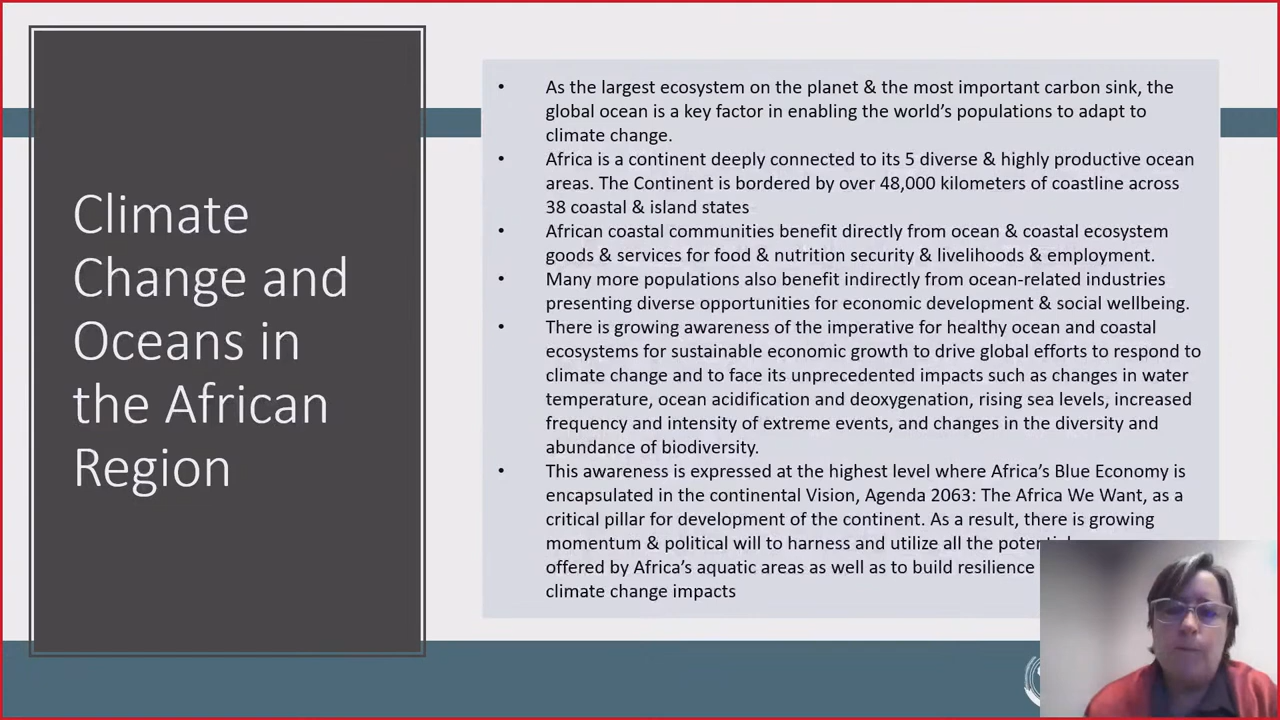 Climate
Change and
Oceans in
the African
Region
• As the largest ecosystem on the planet & the most important carbon sink, the
global ocean is a key factor in enabling the world’s populations to adapt to
climate change.
• Africa is a continent deeply connected to its 5 diverse & highly productive ocean
areas. The Continent is bordered by over 48,000 kilometers of coastline across
38 coastal & island states
• African coastal communities benefit directly from ocean & coastal ecosystem
goods & services for food & nutrition security & livelihoods & employment.
• Many more populations also benefit indirectly from ocean-related industries
presenting diverse opportunities for economic development & social wellbeing.
• There is growing awareness of the imperative for healthy ocean and coastal
ecosystems for sustainable economic growth to drive global efforts to respond to
climate change and to face its unprecedented impacts such as changes in water
temperature, ocean acidification and deoxygenation, rising sea levels, increased
frequency and intensity of extreme events, and changes in the diversity and
abundance of biodiversity.
• This awareness is expressed at the highest level where Africa’s Blue Economy is
encapsulated in the continental Vision, Agenda 2063: The Africa We Want, as a
critical pillar for development of the continent. As a result, there is growing
momentum & political will to harness and utilize all the
offered by Africa’s aquatic areas as well as to build resilience
climate change impacts